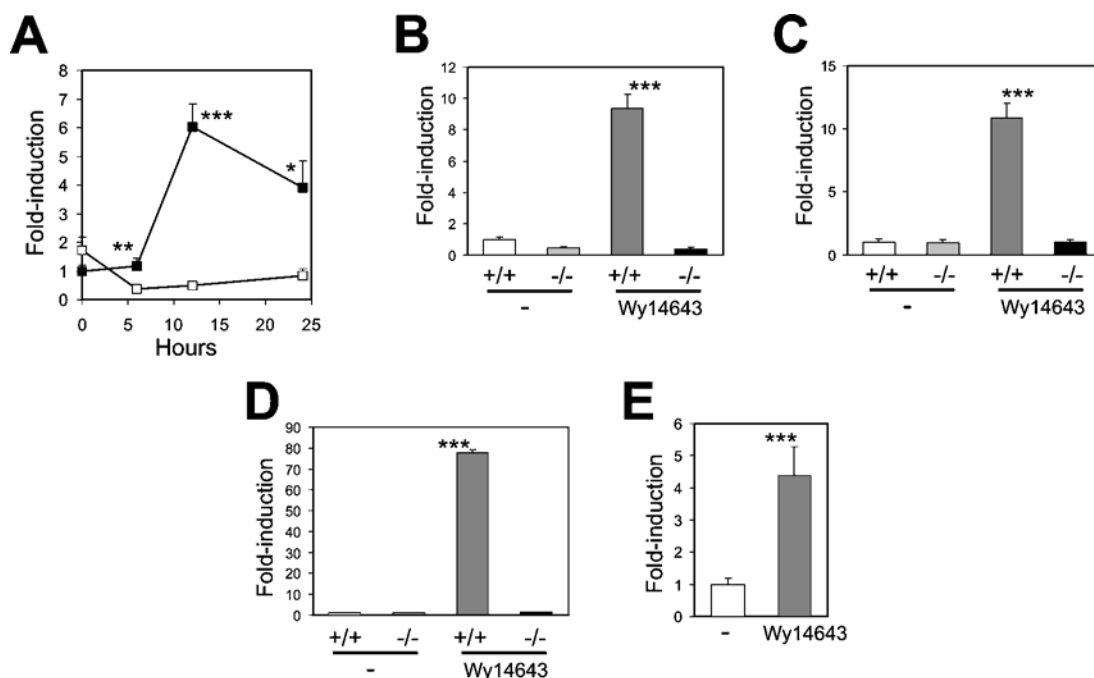 A
Fold-induction
8
7
6
5
4
3
2
1
0
***
*
**
0 5 10 15 20 25
Hours
B
Fold-induction
12
10
8
6
4
2
0
***
+/+ -/- +/+ -/-
- Wy14643
C
Fold-induction
15
10
5
0
***
+/+ -/- +/+ -/-
- Wy14643
D
Fold-induction
90
80
70
60
50
40
30
20
10
0
***
+/+ -/- +/+ -/-
- Wy14643
E
Fold-induction
6
5
4
3
2
1
0
***
- Wy14643